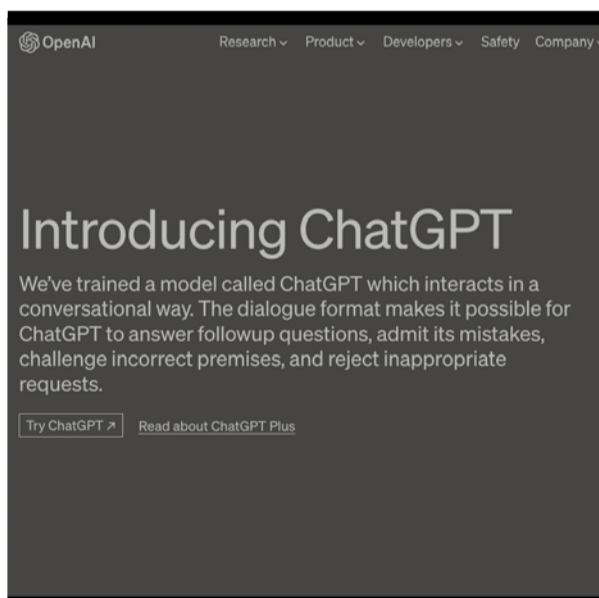 OpenAI Research Product Developers Safety Company
Introducing ChatGPT
We've trained a model called ChatGPT which interacts in a
conversational way. The dialogue format makes it possible for
ChatGPT to answer followup questions, admit its mistakes,
challenge incorrect premises, and reject inappropriate
requests.
Try ChatGPT ↗ Read about ChatGPT Plus